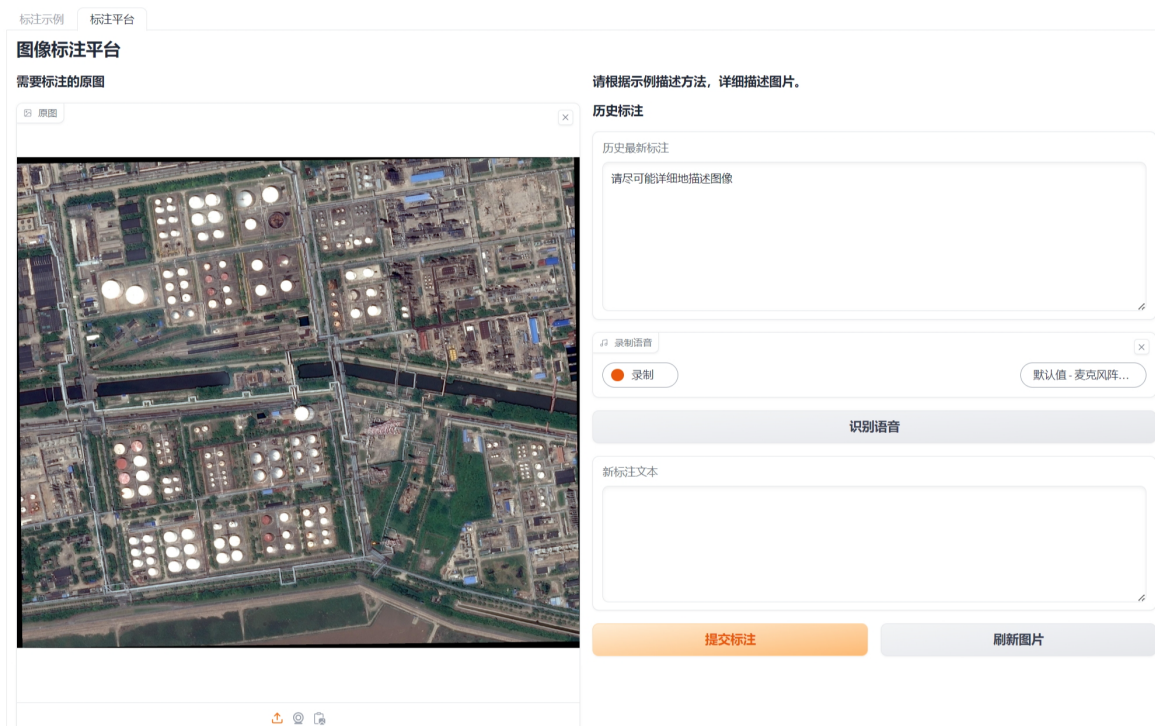 标注示例
标注平台
图像标注平台
需要标注的原图
原图
请根据示例描述方法，详细描述图片。
历史标注
历史最新标注
请尽可能详细地描述图像
录制语音
录制
默认值 - 麦克风阵...
识别语音
新标注文本
提交标注
刷新图片